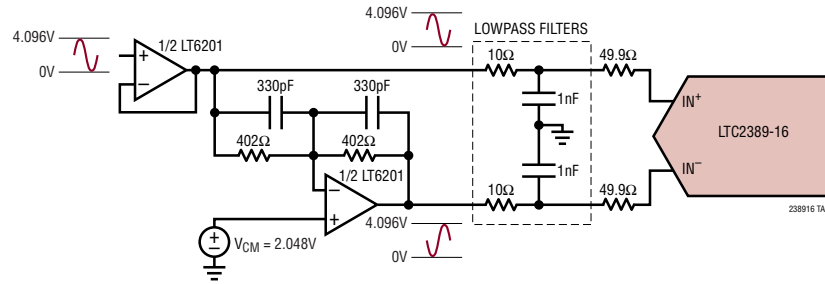 4.096V
0V
1/2 LT6201
4.096V
0V
LOWPASS FILTERS
10Ω
49.9Ω
330pF
330pF
1nF
IN+
LTC2389-16
402Ω
402Ω
1/2 LT6201
1nF
IN−
10Ω
49.9Ω
VCM = 2.048V
4.096V
0V
238916 TA